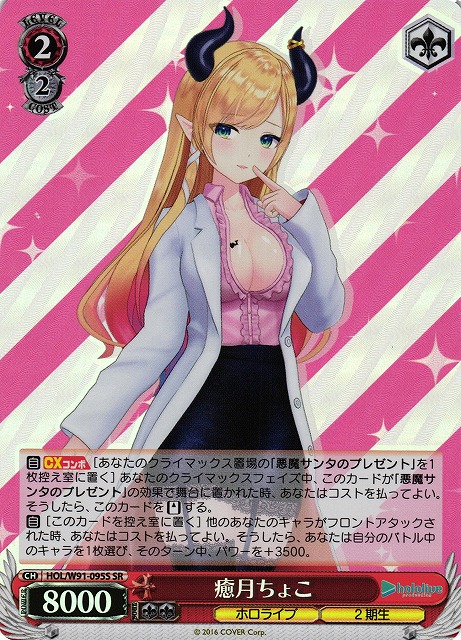 LEVEL
2
2
COST
自 CXコンボ [あなたのクライマックス置場の「悪魔サンタのプレゼント」を1
枚控え室に置く] あなたのクライマックスフェイズ中、このカードが「悪魔サ
ンタのプレゼント」の効果で舞台に置かれた時、あなたはコストを払ってよい。
そうしたら、このカードを
する。
自 [このカードを控え室に置く] 他のあなたのキャラがフロントアタックさ
れた時、あなたはコストを払ってよい。そうしたら、あなたは自分のバトル中
のキャラを1枚選び、そのターン中、パワーを+3500。
CH HOL/W91-095S SR
POWER
8000
癒月ちょこ
ホロライブ 2期生
hololive
production
© 2016 COVER Corp.